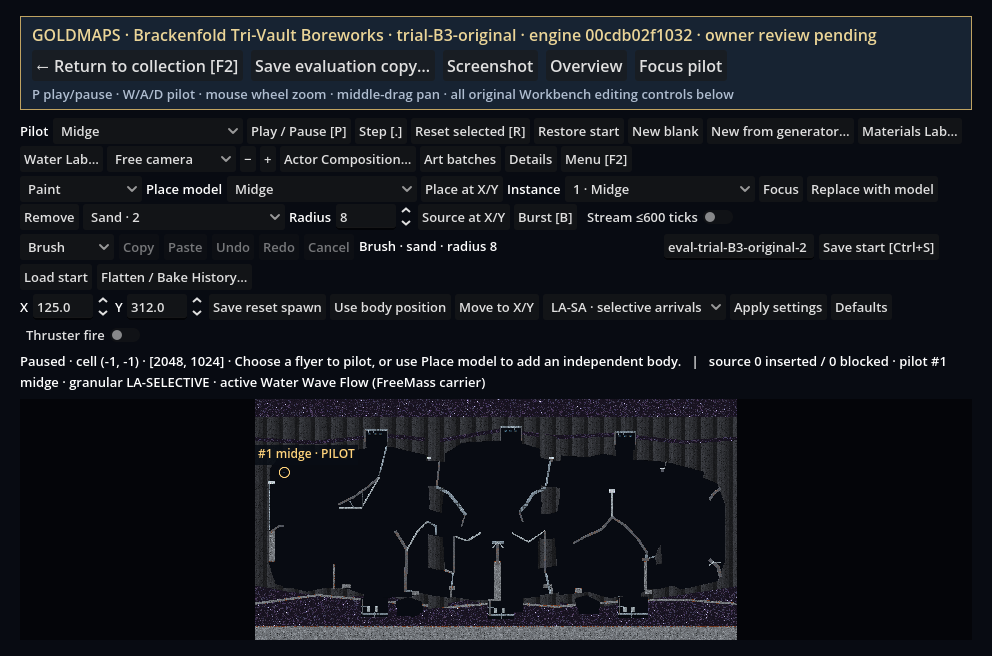 GOLDMAPS · Brackenfold Tri-Vault Boreworks · trial-B3-original · engine 00cdb02f1032 · owner review pending
← Return to collection [F2] Save evaluation copy... Screenshot Overview Focus pilot
P play/pause · W/A/D pilot · mouse wheel zoom · middle-drag pan · all original Workbench editing controls below
Pilot Midge Play / Pause [P] Step [.] Reset selected [R] Restore start New blank New from generator... Materials Lab...
Water Lab... Free camera − + Actor Composition... Art batches Details Menu [F2]
Paint Place model Midge Place at X/Y Instance 1 · Midge Focus Replace with model
Remove Sand · 2 Radius 8 Source at X/Y Burst [B] Stream ≤600 ticks
Brush Copy Paste Undo Redo Cancel Brush · sand · radius 8 eval-trial-B3-original-2 Save start [Ctrl+S]
Load start Flatten / Bake History...
X 125.0 Y 312.0 Save reset spawn Use body position Move to X/Y LA-SA · selective arrivals Apply settings Defaults
Thruster fire
Paused · cell (-1, -1) · [2048, 1024] · Choose a flyer to pilot, or use Place model to add an independent body. | source 0 inserted / 0 blocked · pilot #1
midge · granular LA-SELECTIVE · active Water Wave Flow (FreeMass carrier)
#1 midge · PILOT